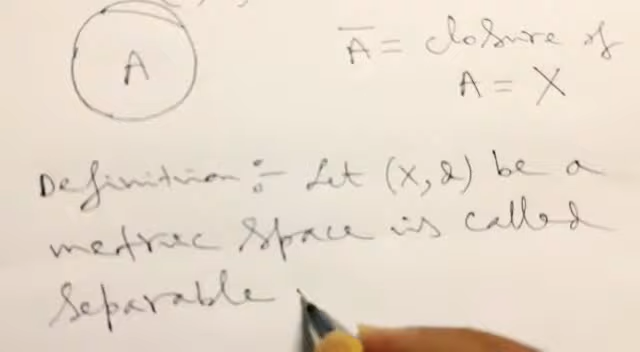 A
A̅ = closure of
A = X
Definition :- Let (X, d) be a
metric space is called
separable